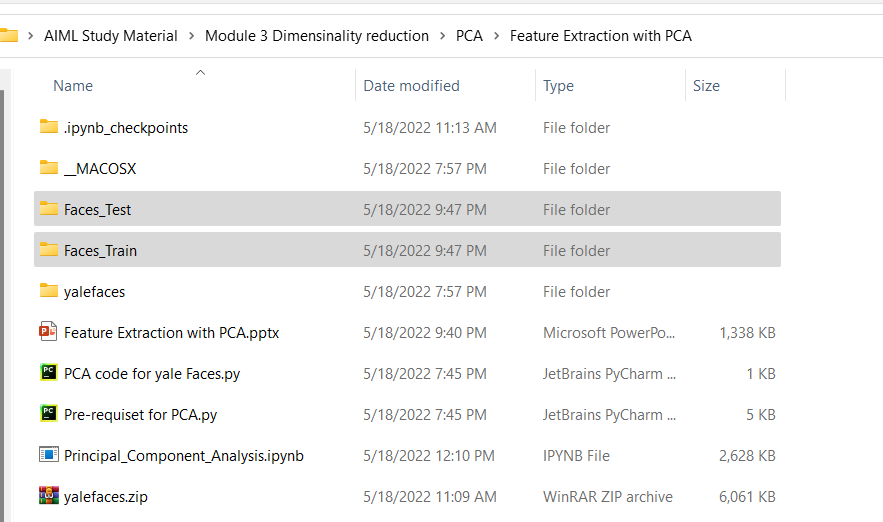 AIML Study Material > Module 3 Dimensinality reduction > PCA > Feature Extraction with PCA
Name Date modified Type Size
.ipynb_checkpoints 5/18/2022 11:13 AM File folder
__MACOSX 5/18/2022 7:57 PM File folder
Faces_Test 5/18/2022 9:47 PM File folder
Faces_Train 5/18/2022 9:47 PM File folder
yalefaces 5/18/2022 7:57 PM File folder
Feature Extraction with PCA.pptx 5/18/2022 9:40 PM Microsoft PowerPo... 1,338 KB
PCA code for yale Faces.py 5/18/2022 7:45 PM JetBrains PyCharm ... 1 KB
Pre-requiset for PCA.py 5/18/2022 7:45 PM JetBrains PyCharm ... 5 KB
Principal_Component_Analysis.ipynb 5/18/2022 12:10 PM IPYNB File 2,628 KB
yalefaces.zip 5/18/2022 11:09 AM WinRAR ZIP archive 6,061 KB